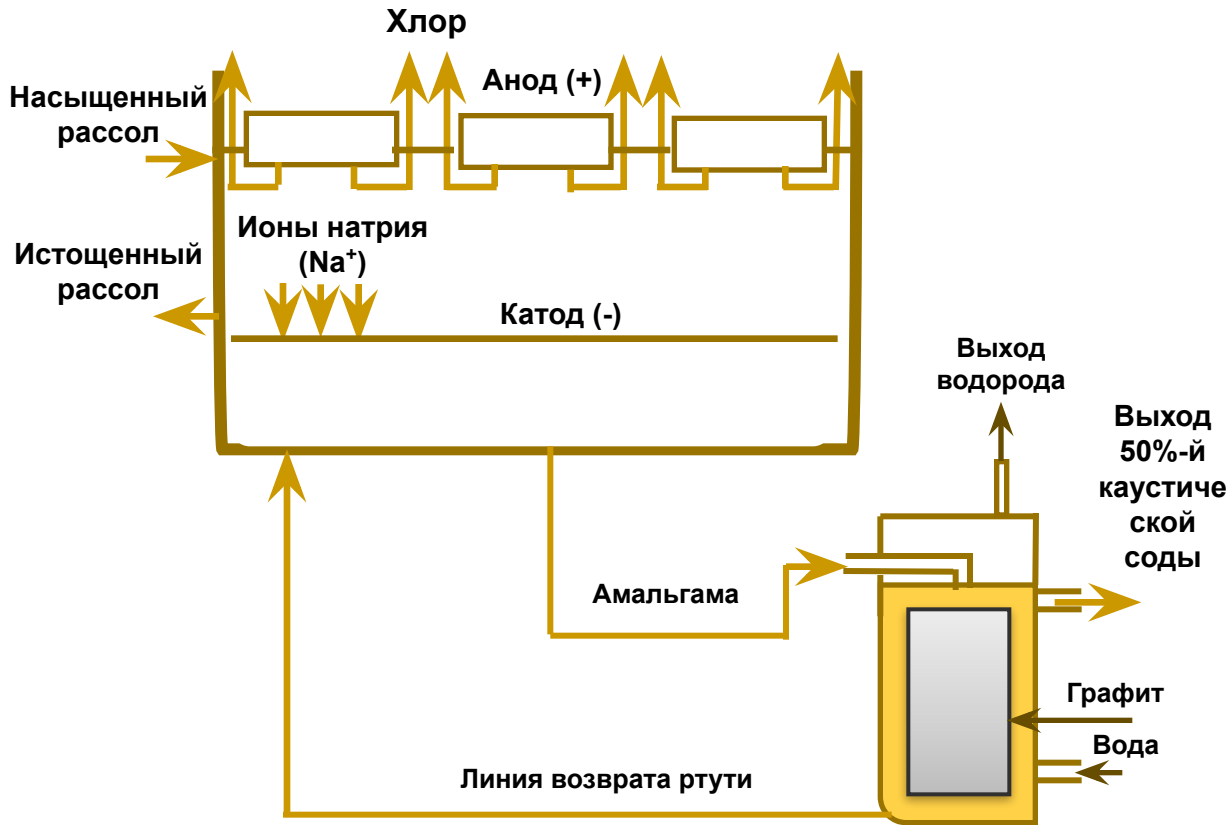 Хлор
Анод (+)
Насыщенный
рассол
Ионы натрия
(Na⁺)
Истощенный
рассол
Катод (-)
Выход
водорода
Выход
50%-й
каустиче
ской
соды
Амальгама
Графит
Вода
Линия возврата ртути